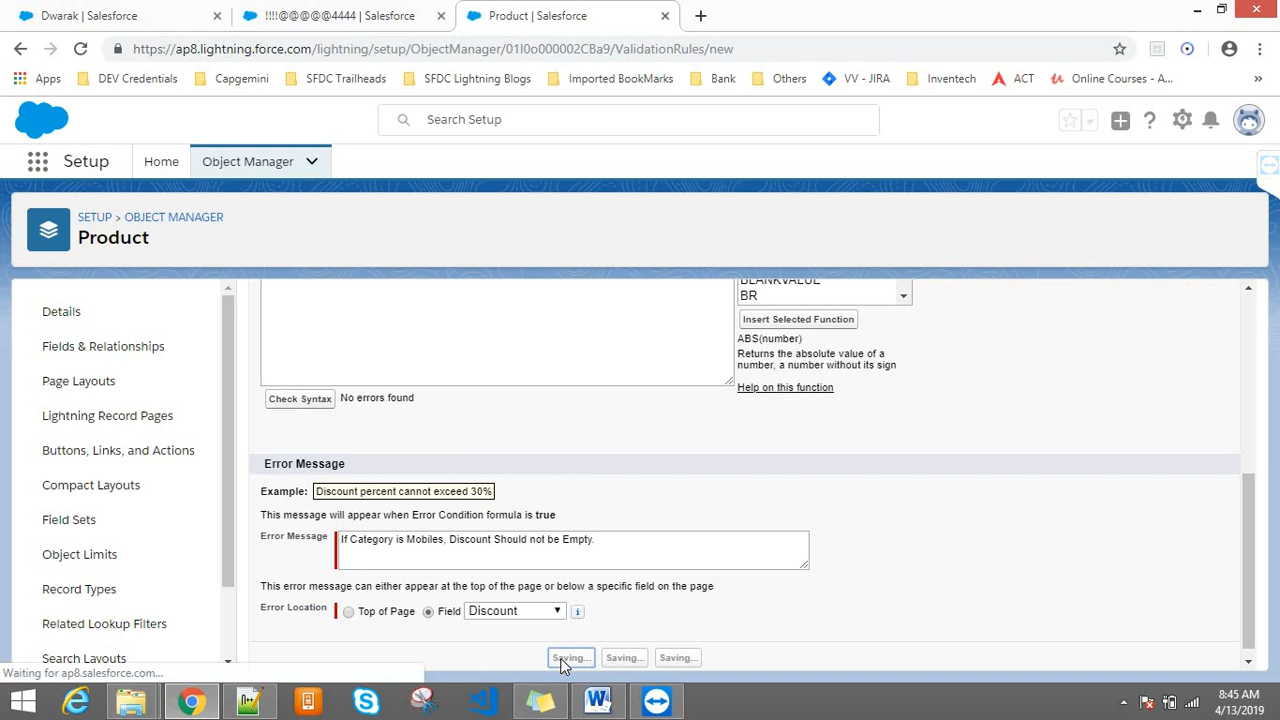 Dwarak | Salesforce
!!!!@@@@@4444 | Salesforce
Product | Salesforce
https://ap8.lightning.force.com/lightning/setup/ObjectManager/01I0o000002CBa9/ValidationRules/new
Apps
DEV Credentials
Capgemini
SFDC Trailheads
SFDC Lightning Blogs
Imported BookMarks
Bank
Others
VV - JIRA
Inventech
ACT
Online Courses - A...
Search Setup
Setup
Home
Object Manager
SETUP > OBJECT MANAGER
Product
Details
Fields & Relationships
Page Layouts
Lightning Record Pages
Buttons, Links, and Actions
Compact Layouts
Field Sets
Object Limits
Record Types
Related Lookup Filters
Search Layouts
BLANKVALUE
BR
Insert Selected Function
ABS(number)
Returns the absolute value of a
number, a number without its sign
Help on this function
Check Syntax
No errors found
Error Message
Example: Discount percent cannot exceed 30%
This message will appear when Error Condition formula is true
Error Message
If Category is Mobiles, Discount Should not be Empty.
This error message can either appear at the top of the page or below a specific field on the page
Error Location
Top of Page
Field
Discount
Saving...
Saving...
Saving...
Waiting for ap8.salesforce.com...
8:45 AM
4/13/2019